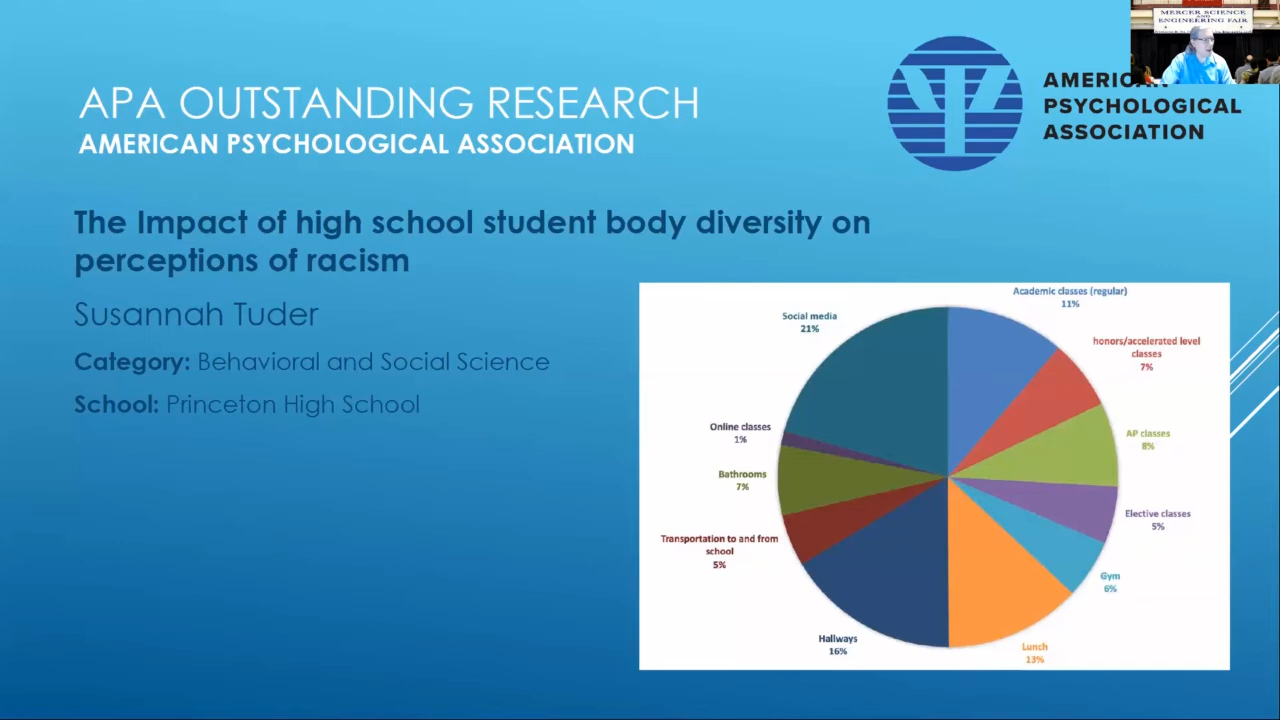 MERCER SCIENCE
AND
ENGINEERING FAIR
APA OUTSTANDING RESEARCH
AMERICAN PSYCHOLOGICAL ASSOCIATION
PSYCHOLOGICAL
ASSOCIATION
The Impact of high school student body diversity on
perceptions of racism
Susannah Tuder
Category: Behavioral and Social Science
School: Princeton High School
Academic classes (regular)
11%
honors/accelerated level
classes
7%
AP classes
8%
Elective classes
5%
Gym
6%
Lunch
13%
Hallways
16%
Transportation to and from
school
5%
Bathrooms
7%
Online classes
1%
Social media
21%